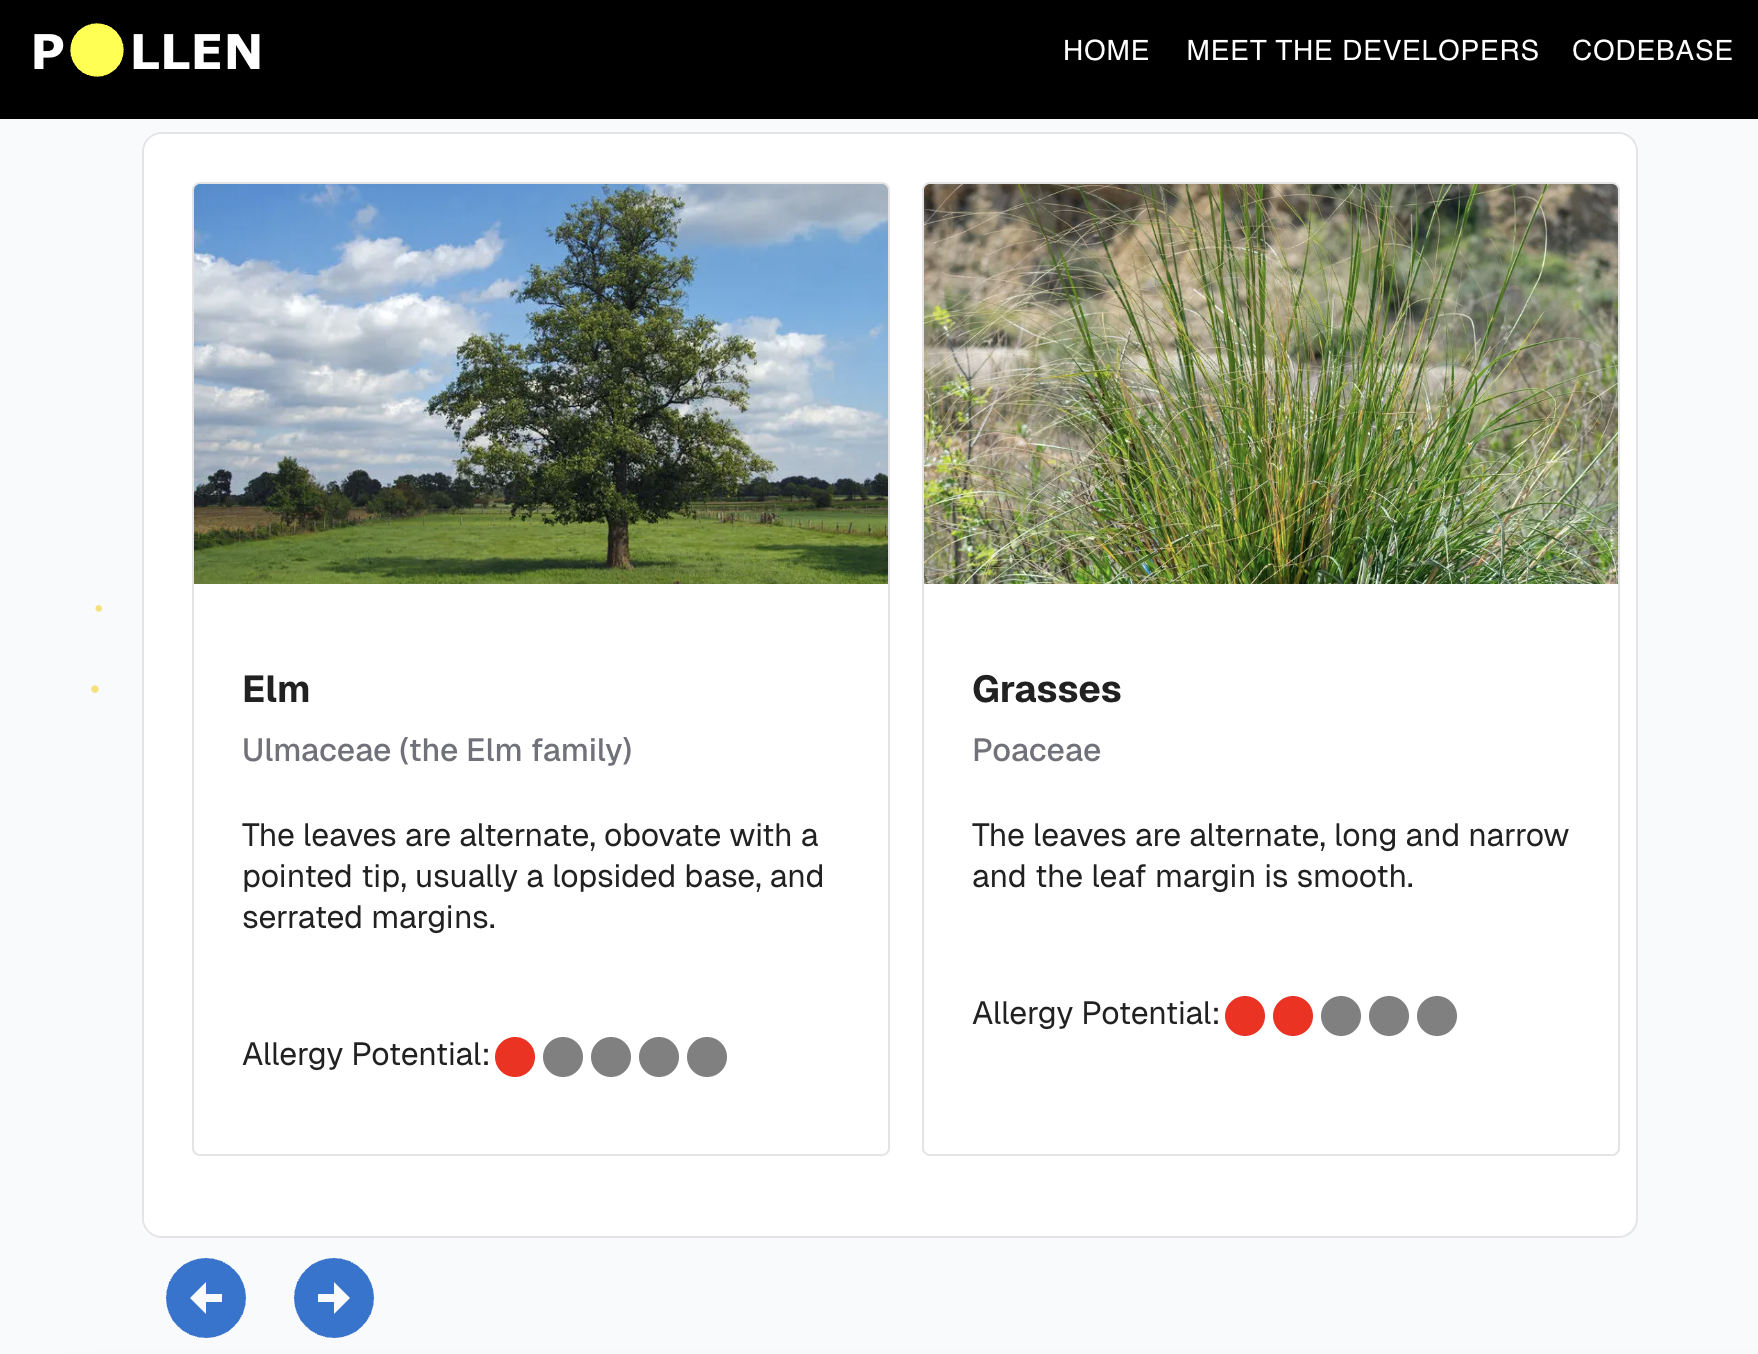 POLLEN
HOME MEET THE DEVELOPERS CODEBASE
Elm
Ulmaceae (the Elm family)
The leaves are alternate, obovate with a
pointed tip, usually a lopsided base, and
serrated margins.
Allergy Potential:
Grasses
Poaceae
The leaves are alternate, long and narrow
and the leaf margin is smooth.
Allergy Potential: